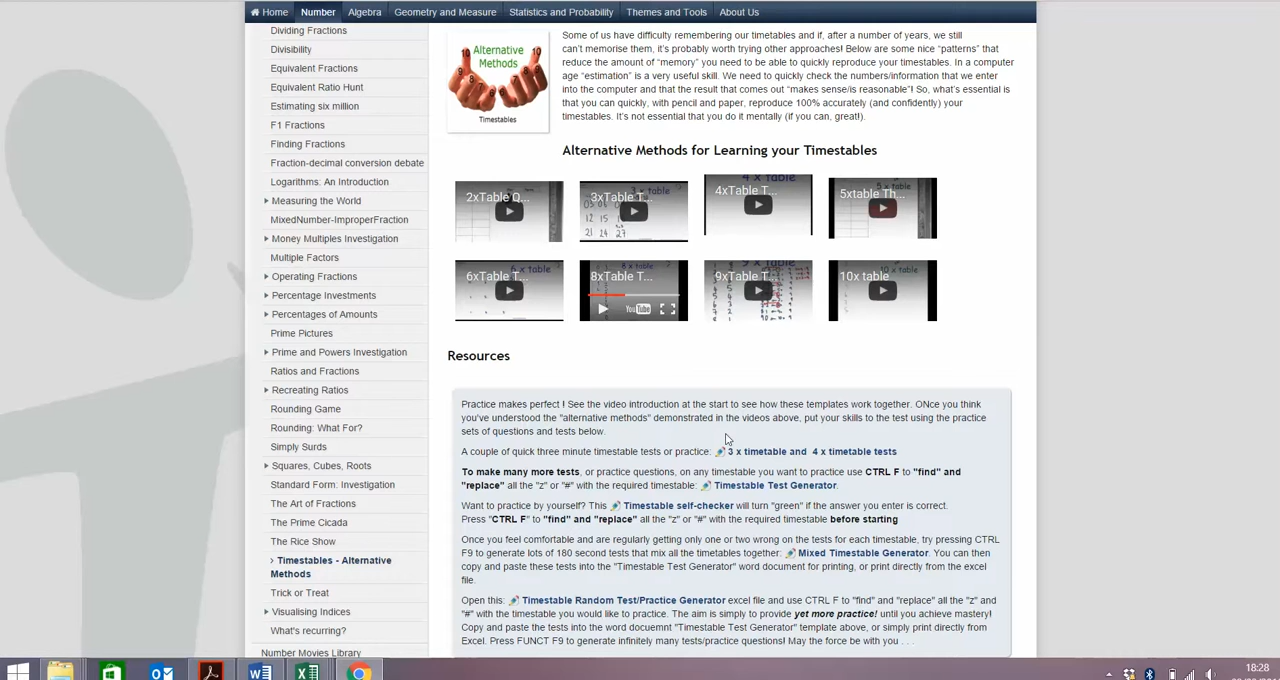 Home Number Algebra Geometry and Measure Statistics and Probability Themes and Tools About Us
Dividing Fractions
Divisibility
Equivalent Fractions
Equivalent Ratio Hunt
Estimating six million
F1 Fractions
Finding Fractions
Fraction-decimal conversion debate
Logarithms: An Introduction
Measuring the World
MixedNumber-ImproperFraction
Money Multiples Investigation
Multiple Factors
Operating Fractions
Percentage Investments
Percentages of Amounts
Prime Pictures
Prime and Powers Investigation
Ratios and Fractions
Recreating Ratios
Rounding Game
Rounding: What For?
Simply Surds
Squares, Cubes, Roots
Standard Form: Investigation
The Art of Fractions
The Prime Cicada
The Rice Show
Timestables - Alternative
Methods
Trick or Treat
Visualising Indices
What's recurring?
Number Movies Library
Alternative
Methods
Timestables
Some of us have difficulty remembering our timetables and if, after a number of years, we still
can't memorise them, it's probably worth trying other approaches! Below are some nice "patterns" that
reduce the amount of "memory" you need to be able to quickly reproduce your timestables. In a computer
age "estimation" is a very useful skill. We need to quickly check the numbers/information that we enter
into the computer and that the result that comes out "makes sense/is reasonable"! So, what's essential is
that you can quickly, with pencil and paper, reproduce 100% accurately (and confidently) your
timestables. It's not essential that you do it mentally (if you can, great!).
Alternative Methods for Learning your Timestables
2xTable Q...
3xTable T...
4xTable T...
5xtable Th...
6xTable T...
8xTable T...
YouTube
9xTable T...
10x table
Resources
Practice makes perfect ! See the video introduction at the start to see how these templates work together. ONce you think
you've understood the "alternative methods" demonstrated in the videos above, put your skills to the test using the practice
sets of questions and tests below.
A couple of quick three minute timestable tests or practice: 3 x timetable and 4 x timetable tests
To make many more tests, or practice questions, on any timestable you want to practice use CTRL F to "find" and
"replace" all the "z" or "#" with the required timestable: Timestable Test Generator.
Want to practice by yourself? This Timestable self-checker will turn "green" if the answer you enter is correct.
Press "CTRL F" to "find" and "replace" all the "z" or "#" with the required timestable before starting
Once you feel comfortable and are regularly getting only one or two wrong on the tests for each timestable, try pressing CTRL
F9 to generate lots of 180 second tests that mix all the timetables together: Mixed Timestable Generator. You can then
copy and paste these tests into the "Timestable Test Generator" word document for printing, or print directly from the excel
file.
Open this: Timestable Random Test/Practice Generator excel file and use CTRL F to "find" and "replace" all the "z" and
"#" with the timestable you would like to practice. The aim is simply to provide yet more practice! until you achieve mastery!
Copy and paste the tests into the word docuemnt "Timestable Test Generator" template above, or simply print directly from
Excel. Press FUNCT F9 to generate infinitely many tests/practice questions! May the force be with you . . .
18:28